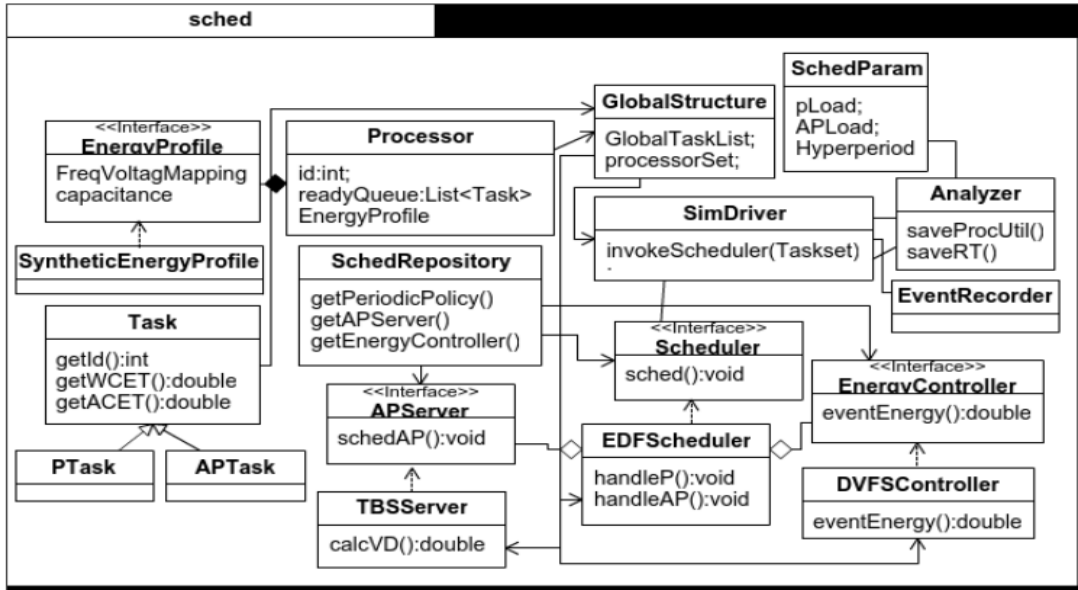 sched
<<Interface>>
EnergyProfile
FreqVoltagMapping
capacitance
SyntheticEnergyProfile
Task
getId():int
getWCET():double
getACET():double
PTask
APTask
Processor
id:int;
readyQueue:List<Task>
EnergyProfile
SchedRepository
getPeriodicPolicy()
getAPServer()
getEnergyController()
<<Interface>>
APServer
schedAP():void
TBSServer
calcVD():double
GlobalStructure
GlobalTaskList;
processorSet;
SimDriver
invokeScheduler(Taskset)
<<Interface>>
Scheduler
sched():void
EDFScheduler
handleP():void
handleAP():void
SchedParam
pLoad;
APLoad;
Hyperperiod
Analyzer
saveProcUtil()
saveRT()
EventRecorder
<<Interface>>
EnergyController
eventEnergy():double
DVFSController
eventEnergy():double